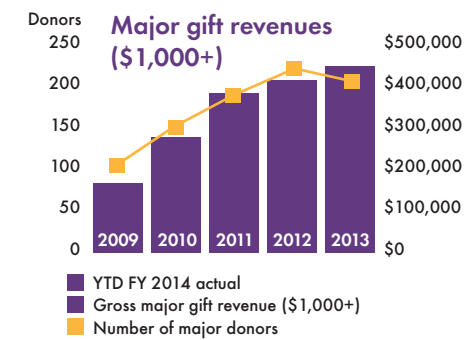 Donors
Major gift revenues
($1,000+)
250
200
150
100
50
0
$500,000
$400,000
$300,000
$200,000
$100,000
$0
2009 2010 2011 2012 2013
YTD FY 2014 actual
Gross major gift revenue ($1,000+)
Number of major donors